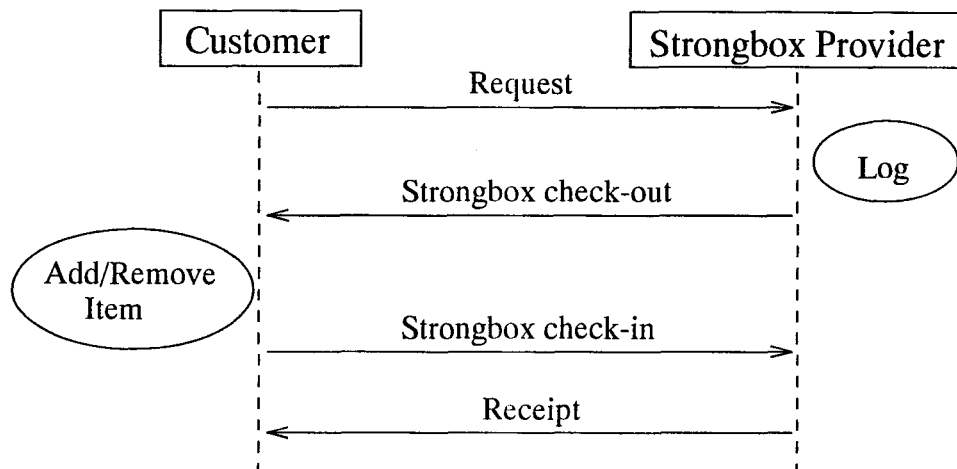 Customer
Strongbox Provider
Request
Log
Strongbox check-out
Add/Remove
Item
Strongbox check-in
Receipt